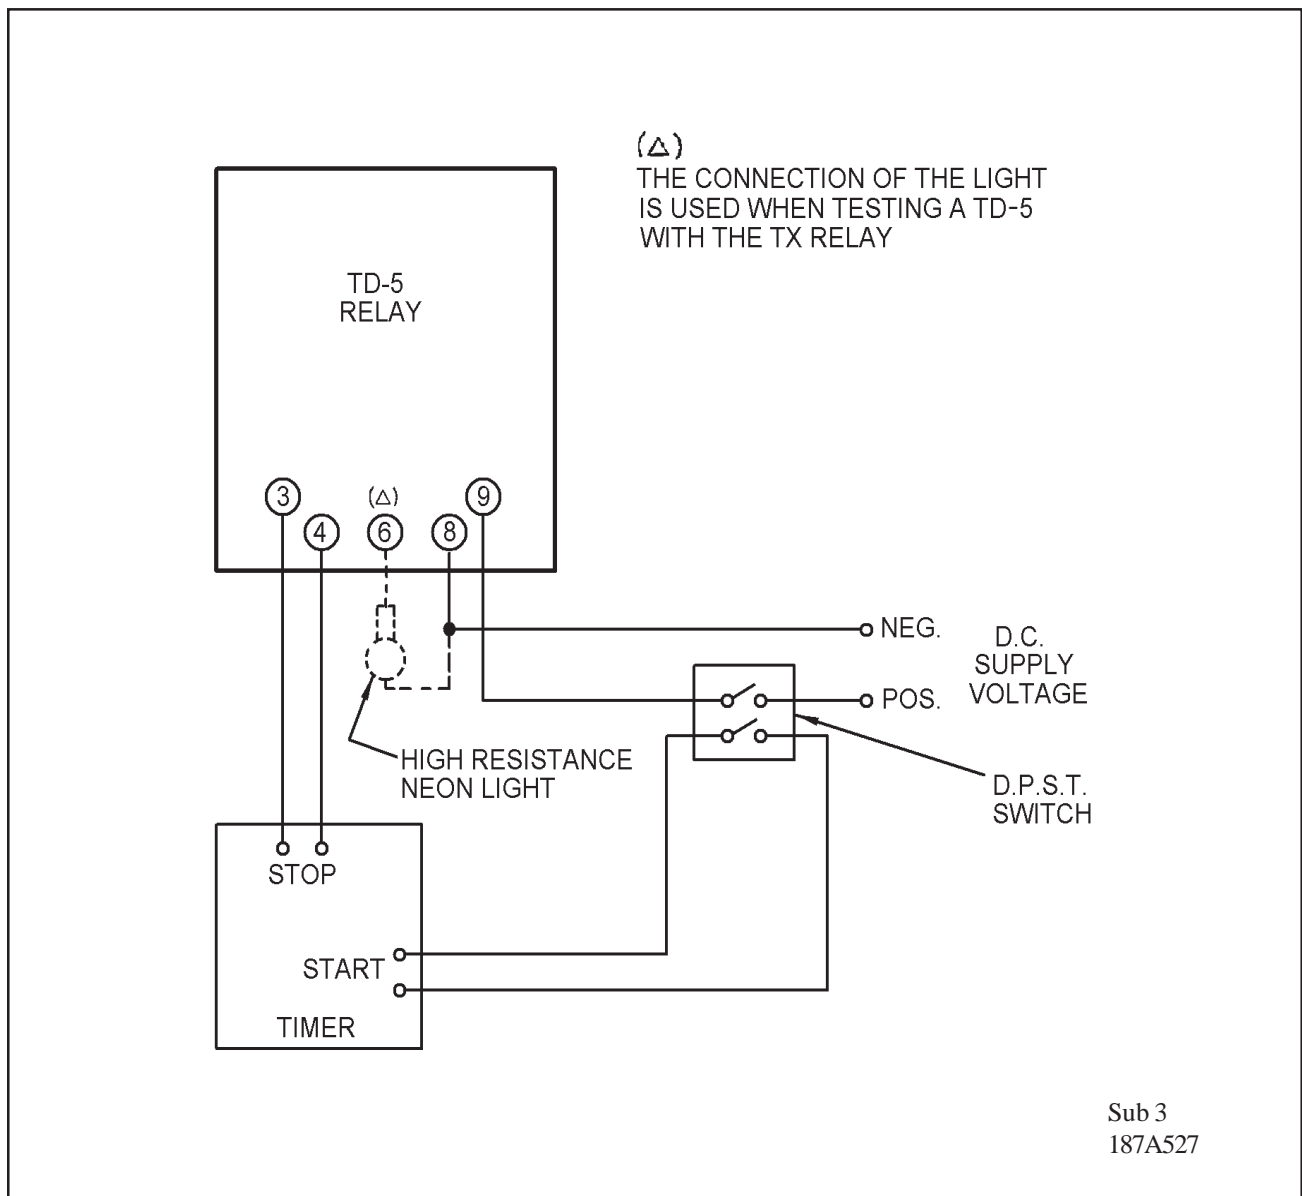 (△)
THE CONNECTION OF THE LIGHT
IS USED WHEN TESTING A TD-5
WITH THE TX RELAY
TD-5
RELAY
3
4
(△)
6
8
9
NEG.
POS.
D.C.
SUPPLY
VOLTAGE
HIGH RESISTANCE
NEON LIGHT
D.P.S.T.
SWITCH
STOP
START
TIMER
Sub 3
187A527